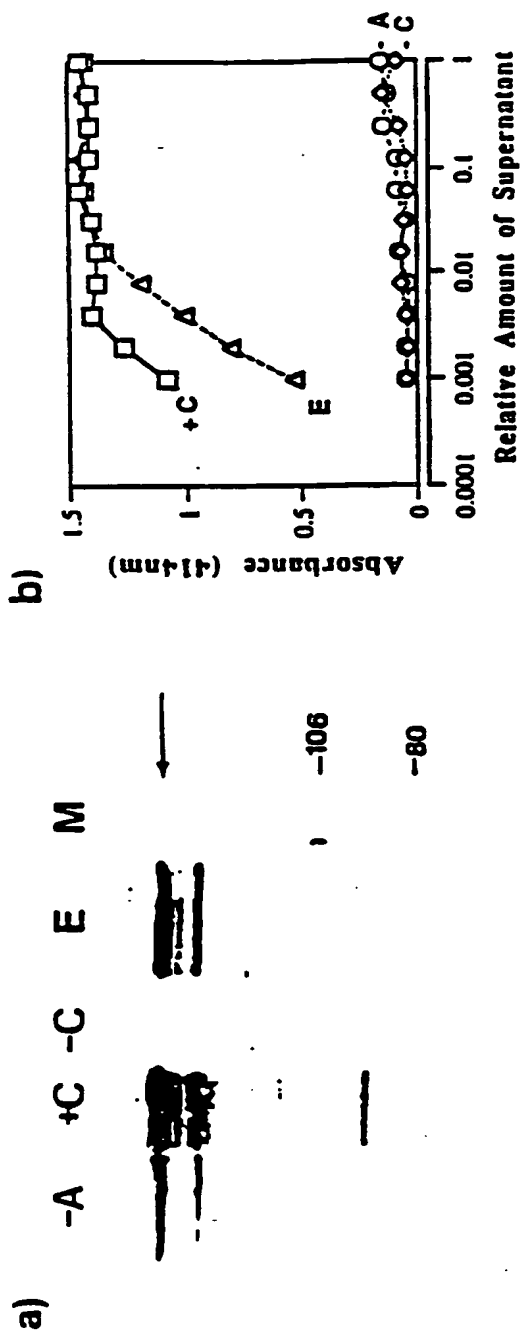 a)
-A +C -C E M
-106
-80
b)
Absorbance (414nm)
1.5
1
0.5
0
+C
E
-A
-C
0.0001 0.001 0.01 0.1 1
Relative Amount of Supernatant